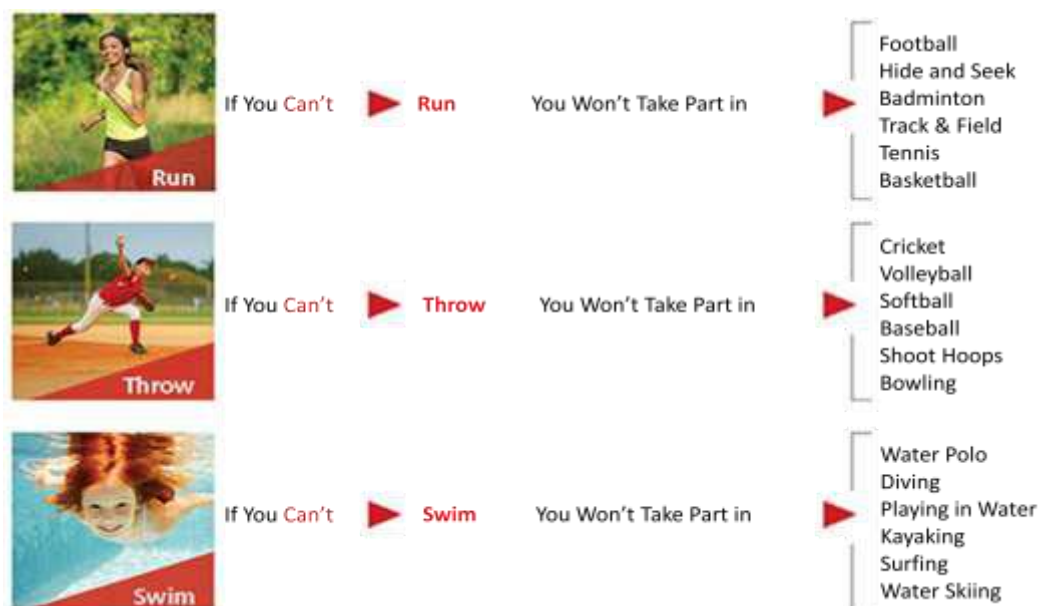 Run
If You Can't Run You Won't Take Part in
Football
Hide and Seek
Badminton
Track & Field
Tennis
Basketball
Throw
If You Can't Throw You Won't Take Part in
Cricket
Volleyball
Softball
Baseball
Shoot Hoops
Bowling
Swim
If You Can't Swim You Won't Take Part in
Water Polo
Diving
Playing in Water
Kayaking
Surfing
Water Skiing